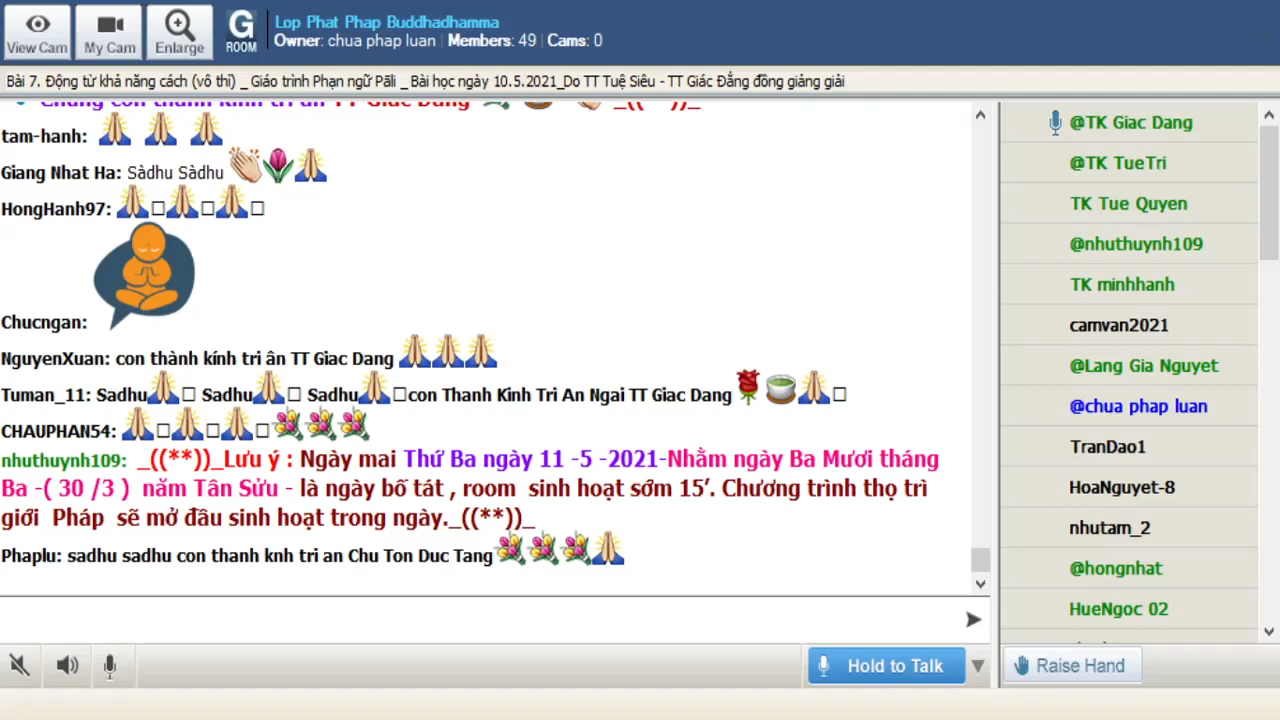 View Cam
My Cam
Enlarge
G
ROOM
Lop Phat Phap Buddhadhamma
Owner: chua phap luan | Members: 49 | Cams: 0
Bài 7. Động từ khả năng cách (vô thì) _ Giáo trình Phạn ngữ Pāli _ Bài học ngày 10.5.2021_Do TT Tuệ Siêu - TT Giác Đẳng đồng giảng giải
tam-hanh:
Giang Nhat Ha: Sàdhu Sàdhu
HongHanh97:
Chucngan:
NguyenXuan: con thành kính tri ân TT Giac Dang
Tuman_11: Sadhu Sadhu Sadhu con Thanh Kinh Tri An Ngai TT Giac Dang
CHAUPHAN54:
nhuthuynh109: _((**))_Lưu ý : Ngày mai Thứ Ba ngày 11 -5 -2021-Nhằm ngày Ba Mươi tháng
Ba -( 30 /3 ) năm Tân Sửu - là ngày bố tát , room sinh hoạt sớm 15’. Chương trình thọ trì
giới Pháp sẽ mở đầu sinh hoạt trong ngày._((**))_
Phaplu: sadhu sadhu con thanh knh tri an Chu Ton Duc Tang
Hold to Talk
@TK Giac Dang
@TK TueTri
TK Tue Quyen
@nhuthuynh109
TK minhhanh
camvan2021
@Lang Gia Nguyet
@chua phap luan
TranDao1
HoaNguyet-8
nhutam_2
@hongnhat
HueNgoc 02
Raise Hand